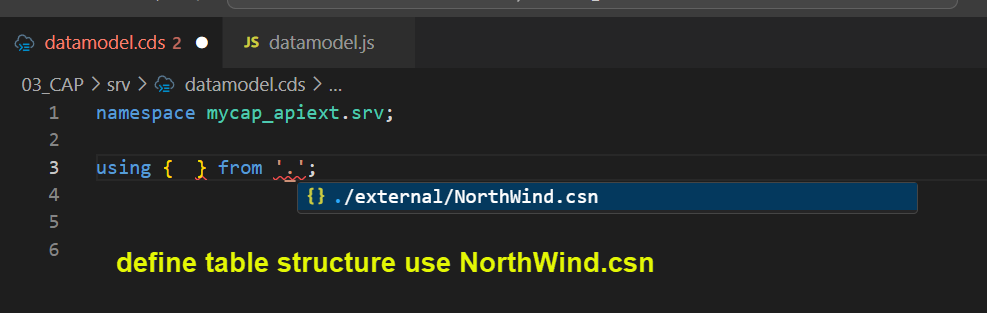 datamodel.cds 2
JS datamodel.js
03_CAP > srv > datamodel.cds > ...
1 namespace mycap_apiext.srv;
2
3 using {  } from '.';
{} ./external/NorthWind.csn
4
5
6
define table structure use NorthWind.csn